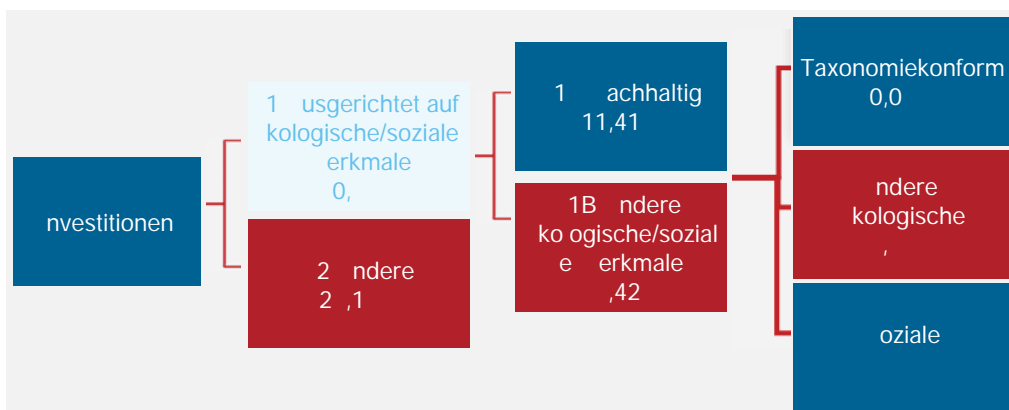 nvestitionen
1 usgerichtet auf
kologische/soziale
erkmale
0,
2 ndere
2 ,1
1 achhaltig
11,41
1B ndere
ko ogische/sozial
e erkmale
,42
Taxonomiekonform
0,0
ndere
kologische
,
oziale